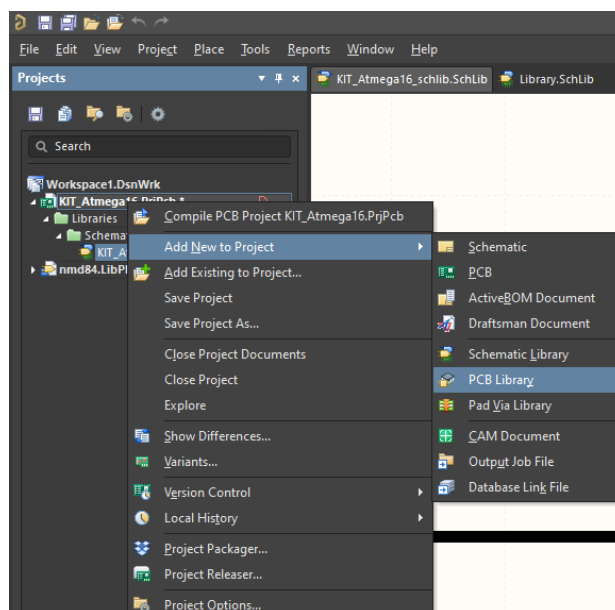 File Edit View Project Place Tools Reports Window Help
Projects
KIT_Atmega16_schlib.SchLib Library.SchLib
Search
Workspace1.DsnWrk
KIT_Atmega16.PrjPcb *
Libraries
Schema
KIT_A
nmd84.LibP
Compile PCB Project KIT_Atmega16.PrjPcb
Add New to Project
Add Existing to Project...
Save Project
Save Project As...
Close Project Documents
Close Project
Explore
Show Differences...
Variants...
Version Control
Local History
Project Packager...
Project Releaser...
Project Options...
Schematic
PCB
ActiveBOM Document
Draftsman Document
Schematic Library
PCB Library
Pad Via Library
CAM Document
Output Job File
Database Link File